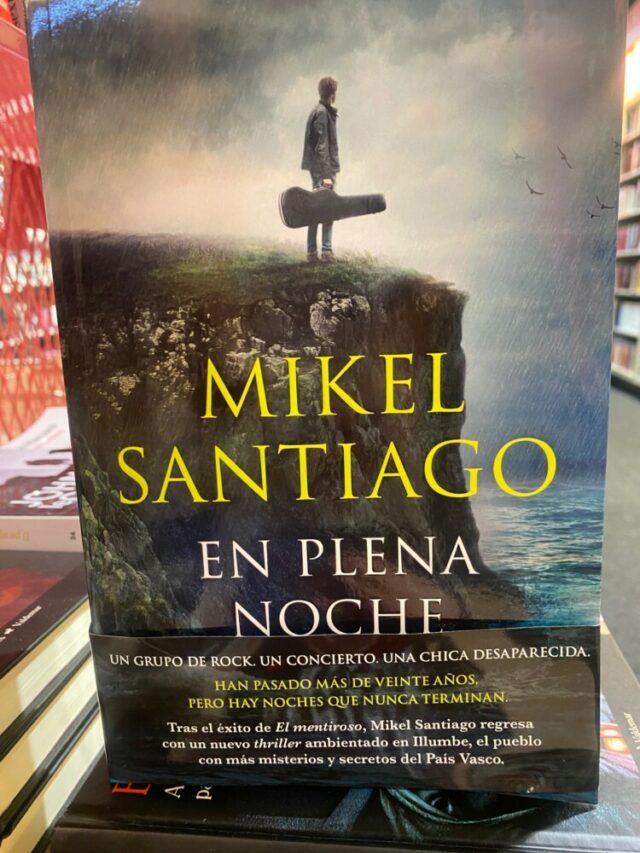 MIKEL
SANTIAGO
EN PLENA
NOCHE
UN GRUPO DE ROCK. UN CONCIERTO. UNA CHICA DESAPARECIDA.
HAN PASADO MÁS DE VEINTE AÑOS,
PERO HAY NOCHES QUE NUNCA TERMINAN.
Tras el éxito de El mentiroso, Mikel Santiago regresa
con un nuevo thriller ambientado en Illumbe, el pueblo
con más misterios y secretos del País Vasco.